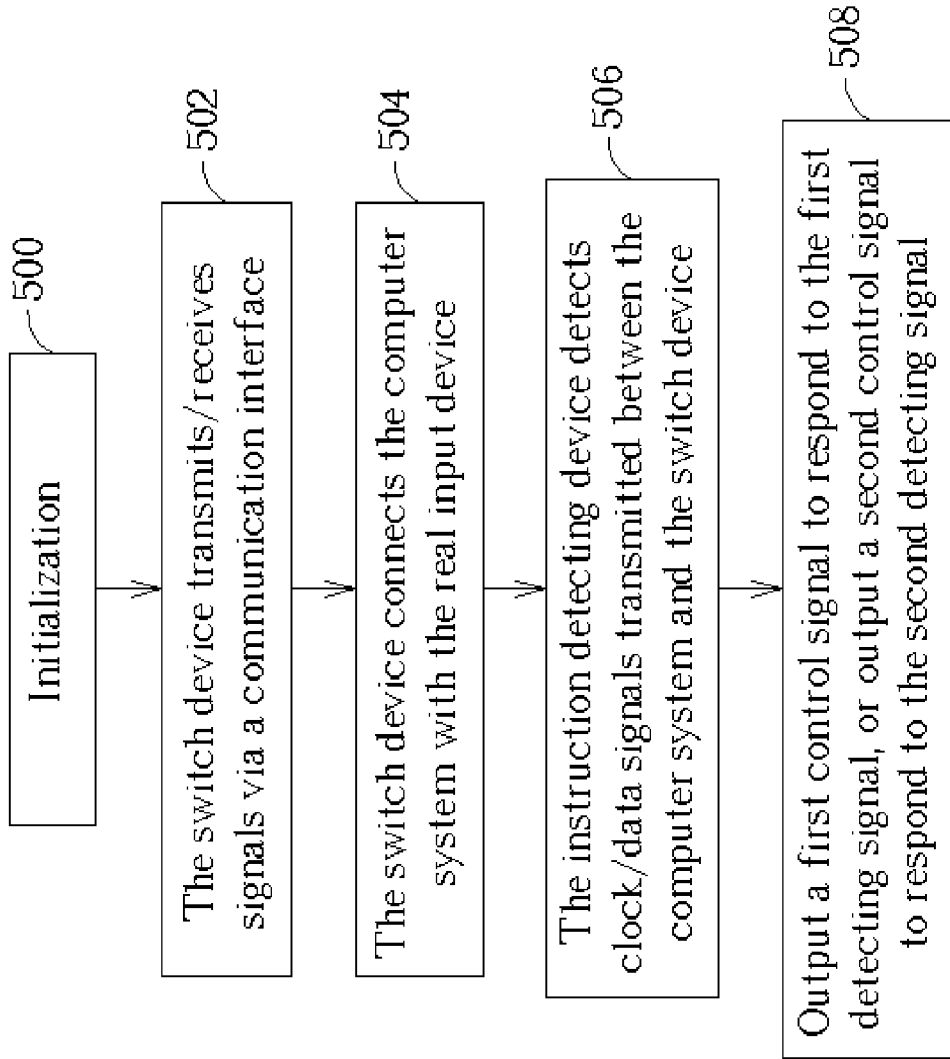 Initialization
500
The switch device transmits/receives
signals via a communication interface
502
The switch device connects the computer
system with the real input device
504
The instruction detecting device detects
clock/data signals transmitted between the
computer system and the switch device
506
Output a first control signal to respond to the first
detecting signal, or output a second control signal
to respond to the second detecting signal
508